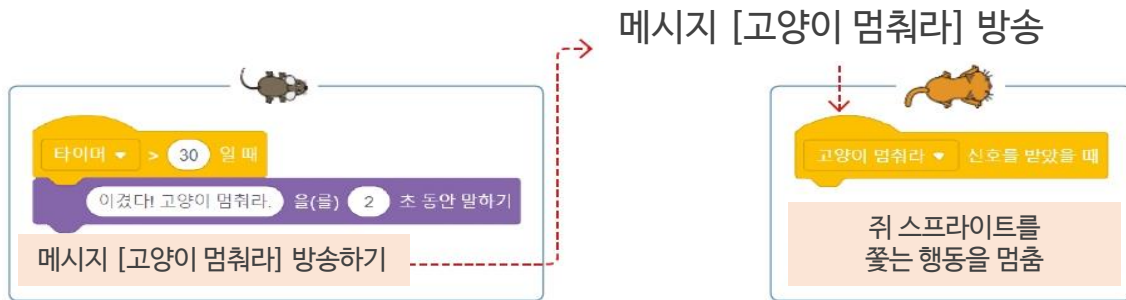 메시지 [고양이 멈춰라] 방송
타이머 > 30 일 때
이겼다! 고양이 멈춰라. 을(를) 2 초 동안 말하기
메시지 [고양이 멈춰라] 방송하기
고양이 멈춰라 신호를 받았을 때
쥐 스프라이트를
쫓는 행동을 멈춤